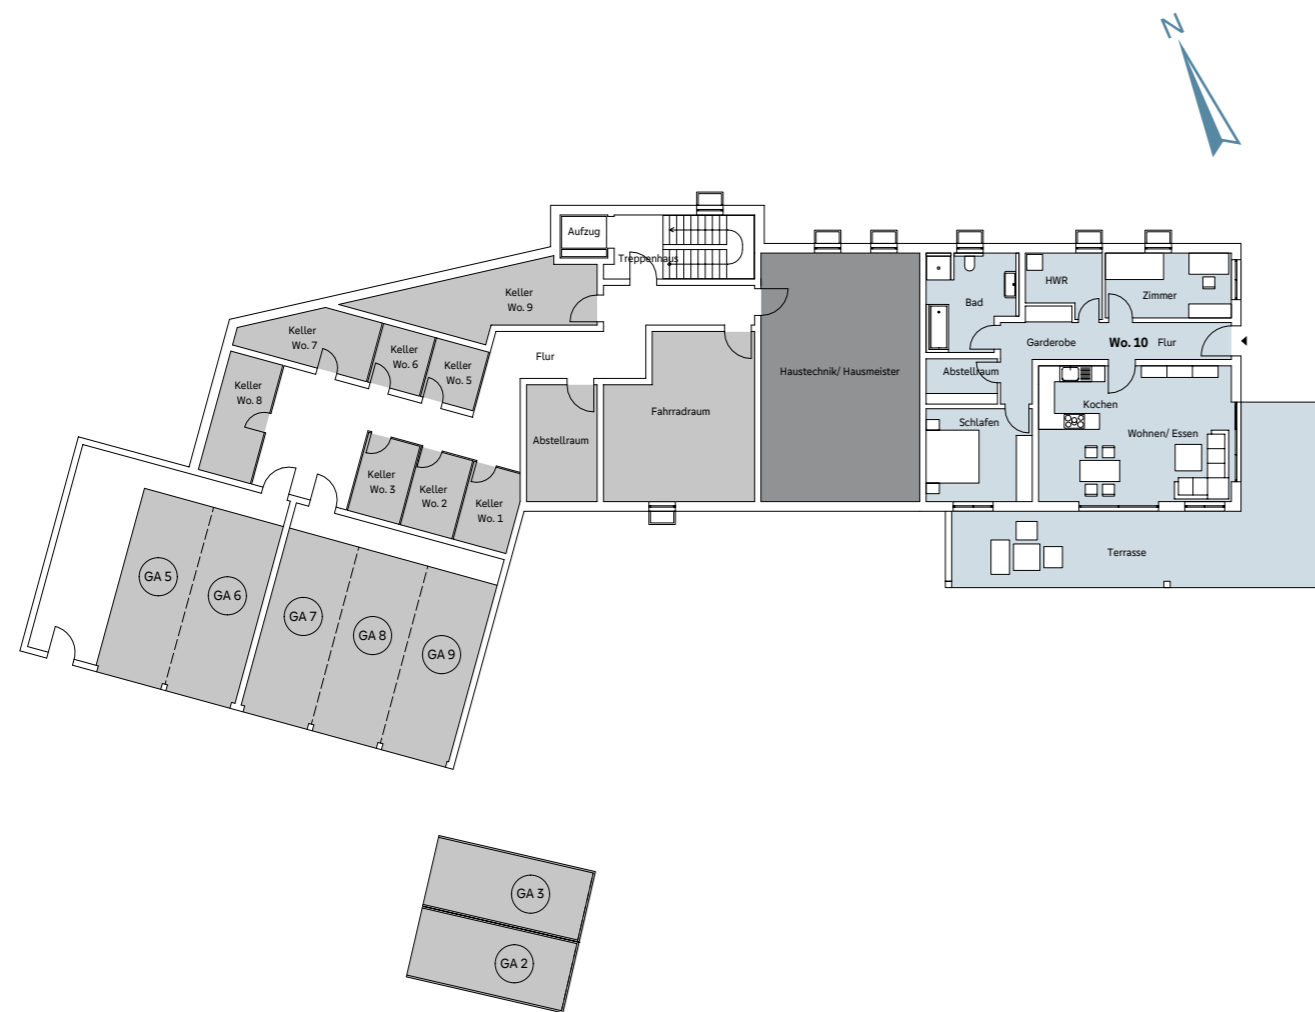 N
Aufzug
Treppenhaus
Keller
Wo. 9
Keller
Wo. 7
Keller
Wo. 6
Keller
Wo. 5
Keller
Wo. 8
Flur
Abstellraum
Fahrradraum
Haustechnik/ Hausmeister
Keller
Wo. 3
Keller
Wo. 2
Keller
Wo. 1
Bad
HWR
Zimmer
Garderobe
Wo. 10
Flur
Abstellraum
Schlafen
Kochen
Wohnen/ Essen
Terrasse
GA 5
GA 6
GA 7
GA 8
GA 9
GA 3
GA 2